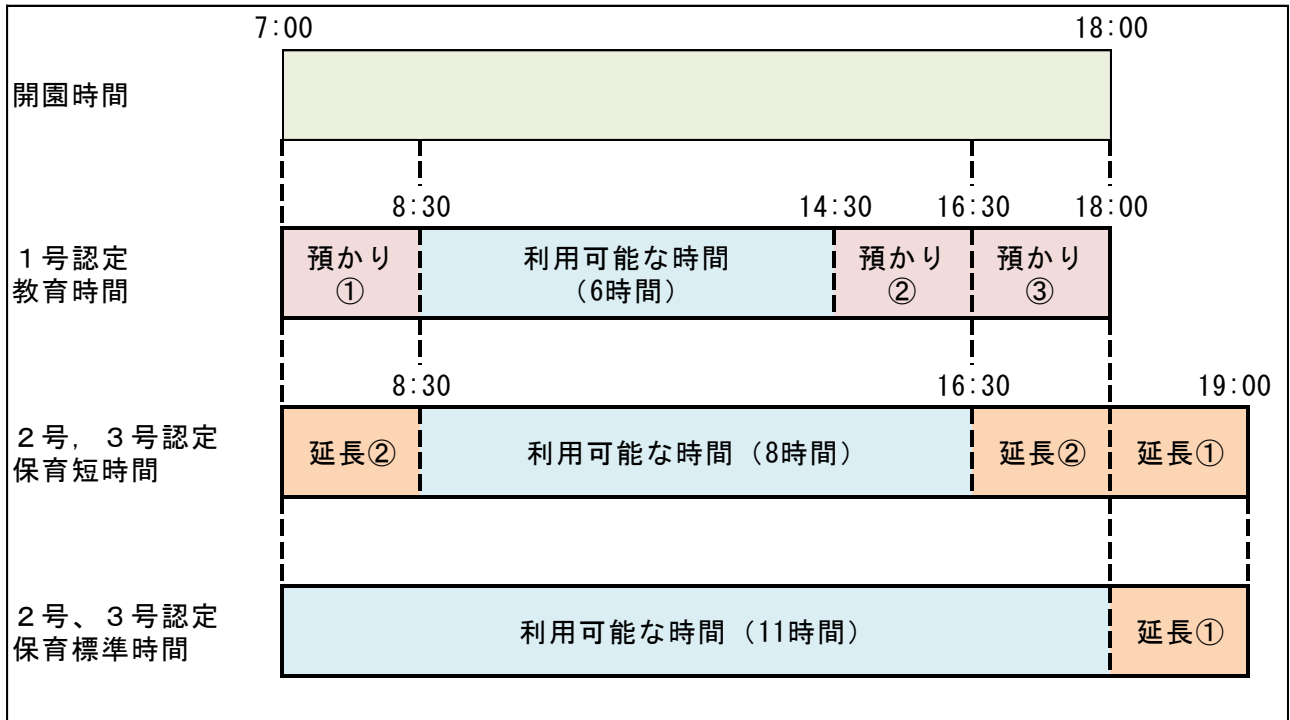 7:00 18:00
開園時間
8:30 14:30 16:30 18:00
１号認定
教育時間
預かり
①
利用可能な時間
（6時間）
預かり
②
預かり
③
8:30 16:30 19:00
２号，３号認定
保育短時間
延長② 利用可能な時間（8時間） 延長② 延長①
２号、３号認定
保育標準時間
利用可能な時間（11時間） 延長①